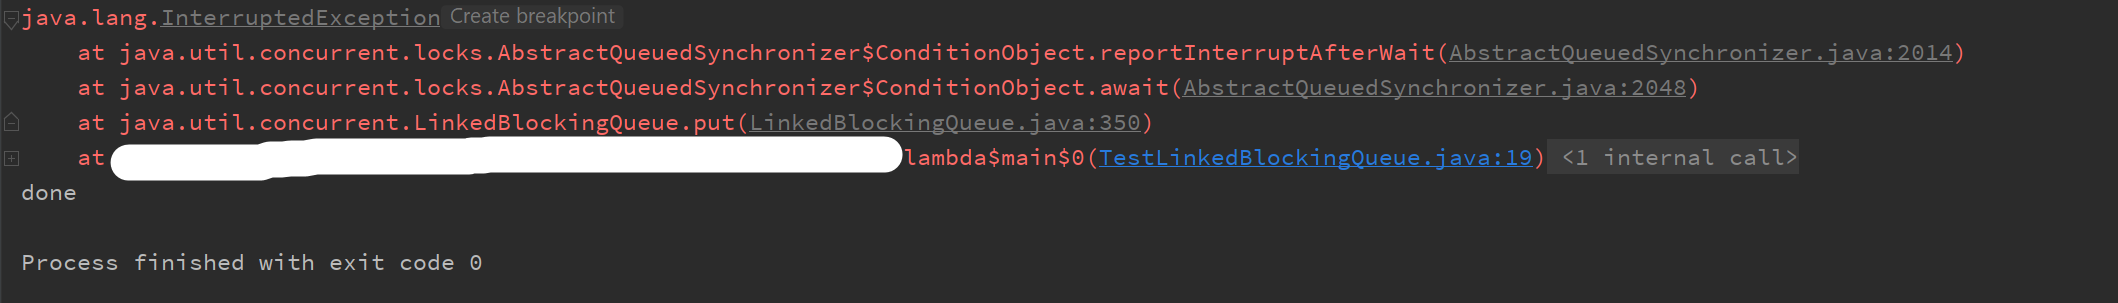 java.lang.InterruptedException Create breakpoint
at java.util.concurrent.locks.AbstractQueuedSynchronizer$ConditionObject.reportInterruptAfterWait(AbstractQueuedSynchronizer.java:2014)
at java.util.concurrent.locks.AbstractQueuedSynchronizer$ConditionObject.await(AbstractQueuedSynchronizer.java:2048)
at java.util.concurrent.LinkedBlockingQueue.put(LinkedBlockingQueue.java:350)
at lambda$main$0(TestLinkedBlockingQueue.java:19) <1 internal call>
done
Process finished with exit code 0